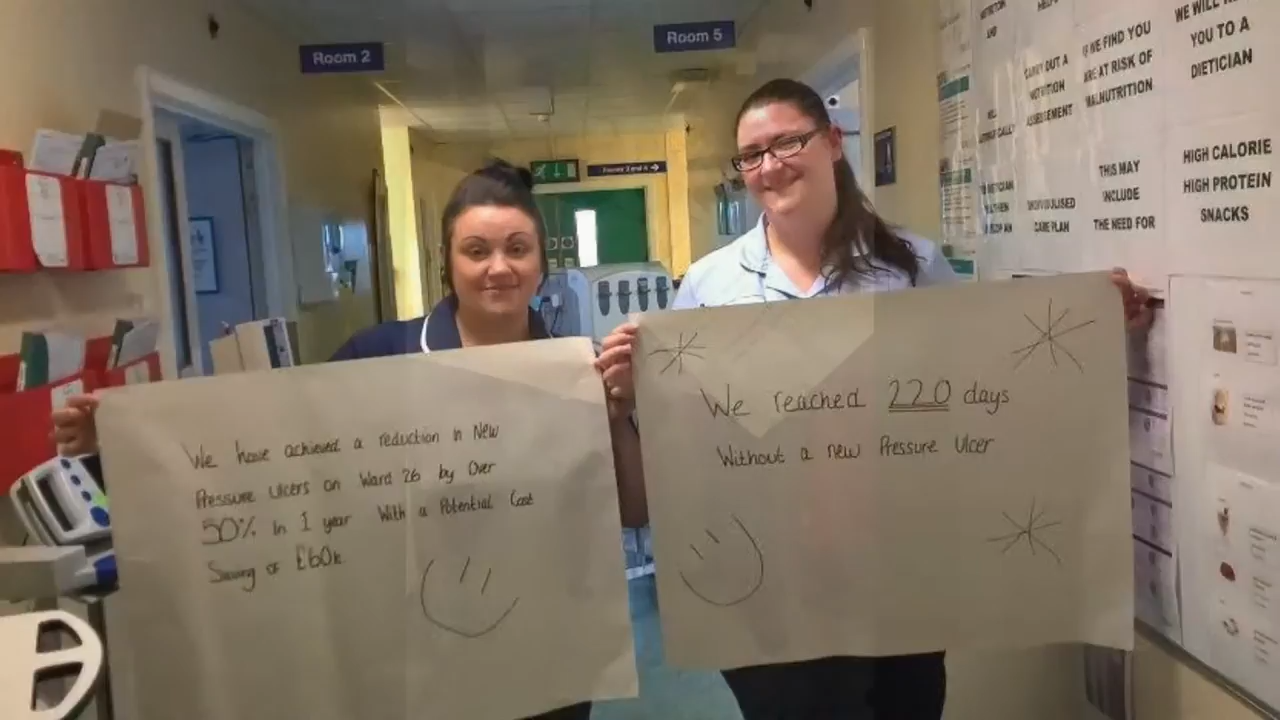 Room 2
Room 5
We have achieved a reduction in New
Pressure Ulcers on Ward 26 by Over
50% In 1 year With a Potential Cost
Saving of £60k
We reached 220 days
Without a new Pressure Ulcer
AND
CARRY OUT A
NUTRITION
ASSESSMENT
INDIVIDUALISED
CARE PLAN
IF WE FIND YOU
ARE AT RISK OF
MALNUTRITION
THIS MAY
INCLUDE
THE NEED FOR
WE WILL
YOU TO A
DIETICIAN
HIGH CALORIE
HIGH PROTEIN
SNACKS